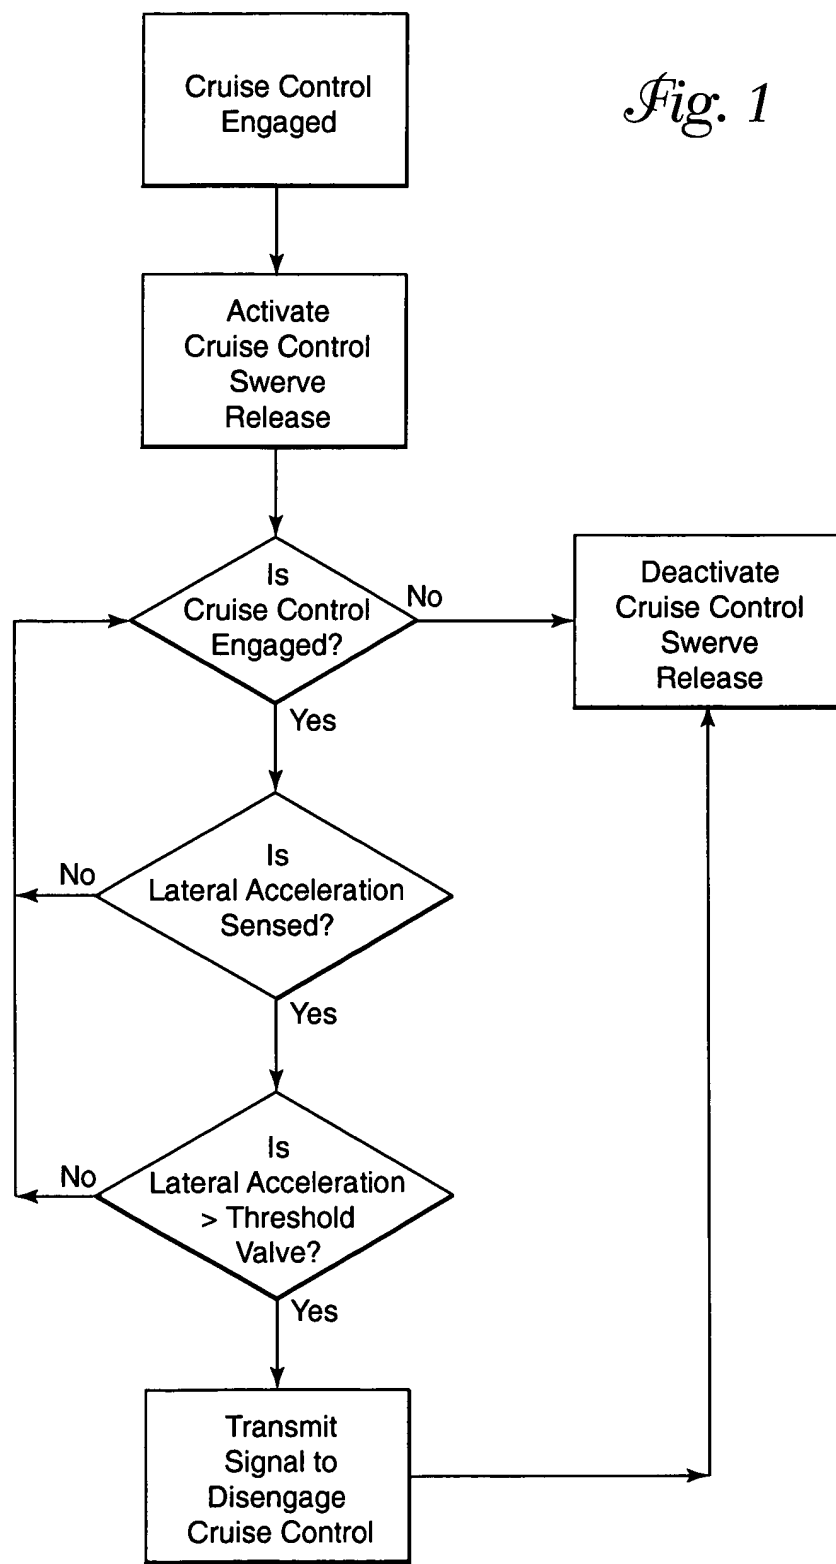 Cruise Control
Engaged
Fig. 1
Activate
Cruise Control
Swerve
Release
Is
Cruise Control
Engaged?
No
Deactivate
Cruise Control
Swerve
Release
Yes
Is
Lateral Acceleration
Sensed?
No
Yes
Is
Lateral Acceleration
> Threshold
Valve?
No
Yes
Transmit
Signal to
Disengage
Cruise Control